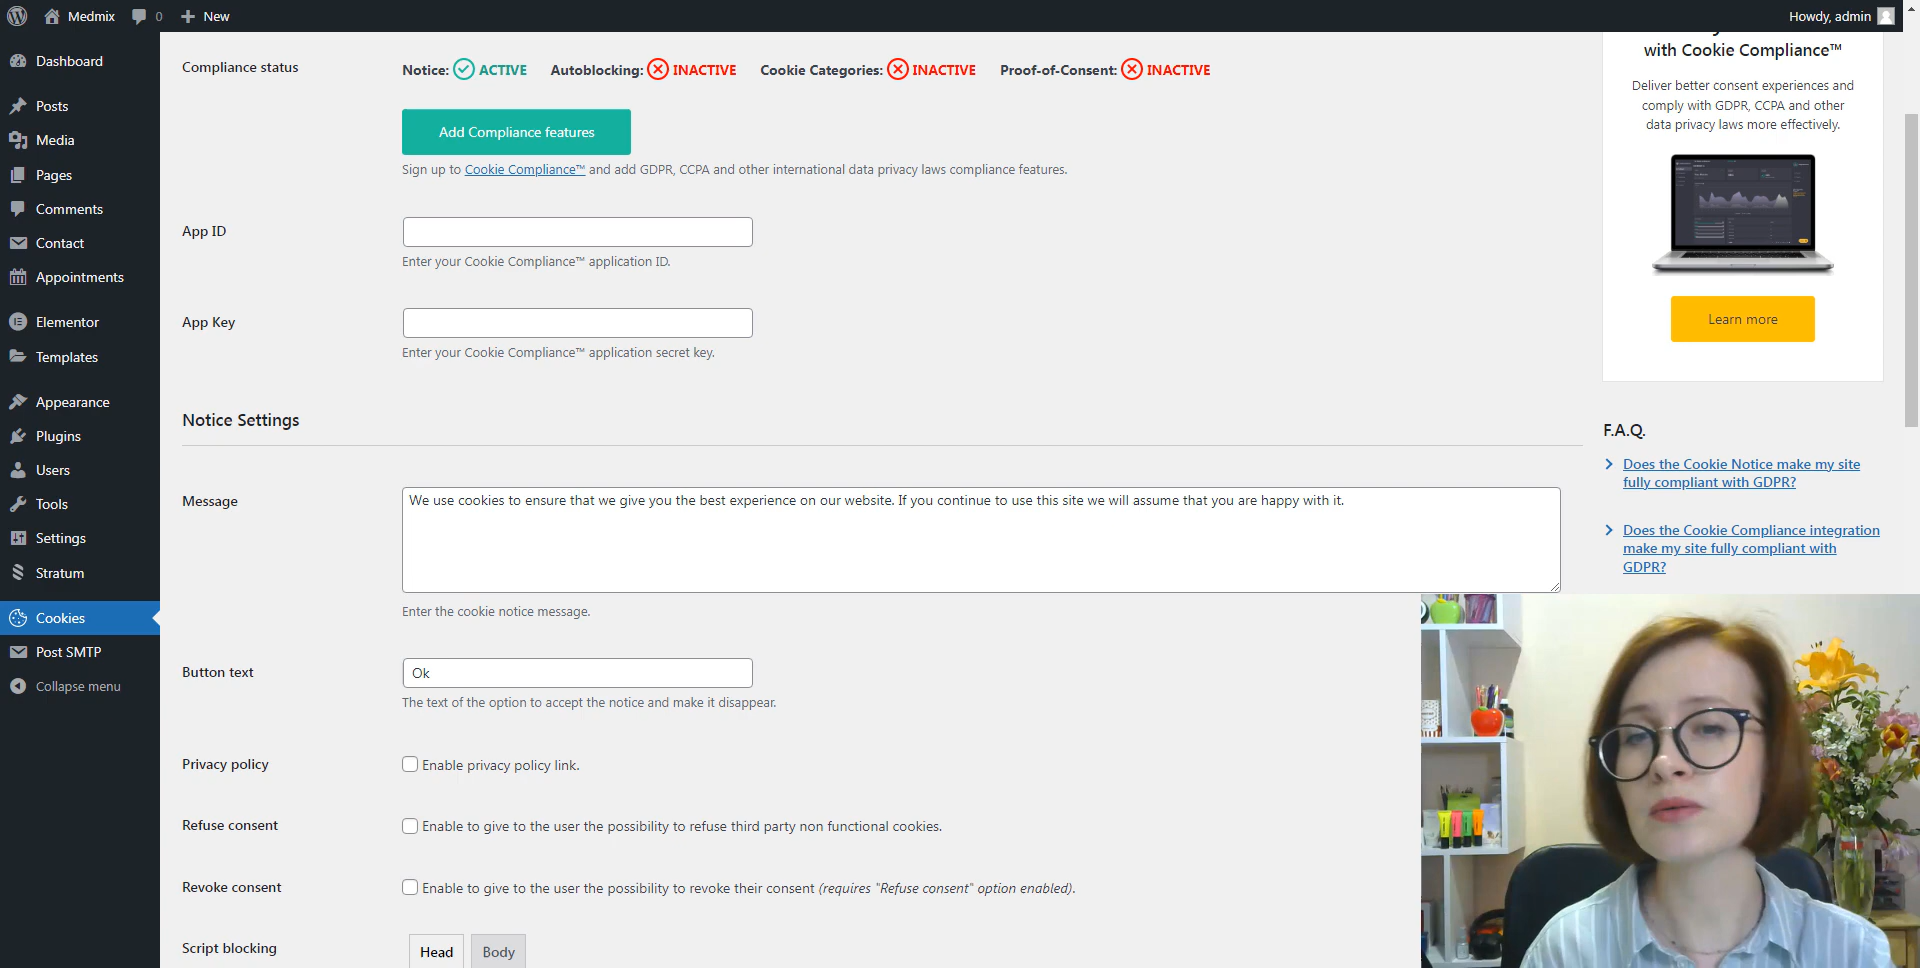 Medmix 0 New Howdy, admin
Dashboard
Posts
Media
Pages
Comments
Contact
Appointments
Elementor
Templates
Appearance
Plugins
Users
Tools
Settings
Stratum
Cookies
Post SMTP
Collapse menu
Compliance status
Notice: ACTIVE Autoblocking: INACTIVE Cookie Categories: INACTIVE Proof-of-Consent: INACTIVE
Add Compliance features
Sign up to Cookie Compliance™ and add GDPR, CCPA and other international data privacy laws compliance features.
App ID
Enter your Cookie Compliance™ application ID.
App Key
Enter your Cookie Compliance™ application secret key.
Notice Settings
Message
We use cookies to ensure that we give you the best experience on our website. If you continue to use this site we will assume that you are happy with it.
Enter the cookie notice message.
Button text
Ok
The text of the option to accept the notice and make it disappear.
Privacy policy
Enable privacy policy link.
Refuse consent
Enable to give to the user the possibility to refuse third party non functional cookies.
Revoke consent
Enable to give to the user the possibility to revoke their consent (requires "Refuse consent" option enabled).
Script blocking
Head Body
with Cookie Compliance™
Deliver better consent experiences and
comply with GDPR, CCPA and other
data privacy laws more effectively.
Learn more
F.A.Q.
Does the Cookie Notice make my site
fully compliant with GDPR?
Does the Cookie Compliance integration
make my site fully compliant with
GDPR?